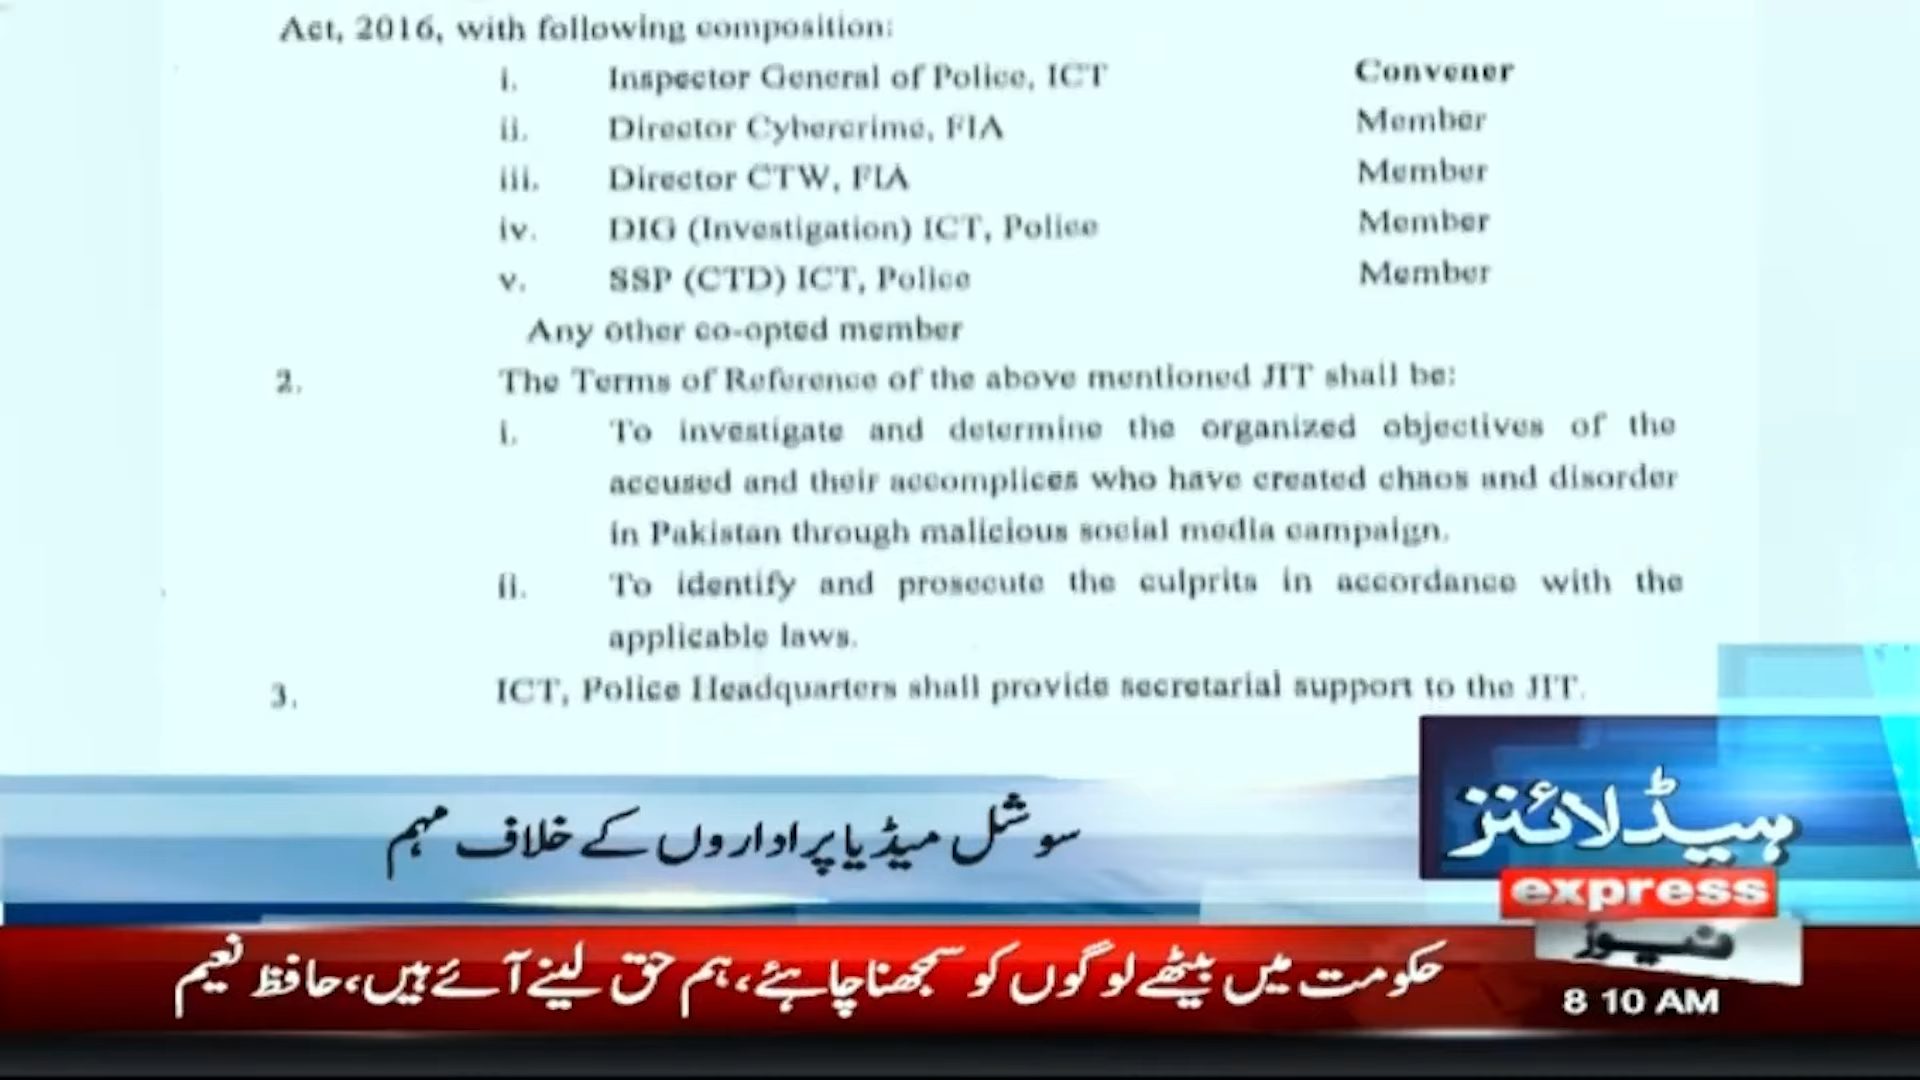 Act, 2016, with following composition:
i. Inspector General of Police, ICT Convener
ii. Director Cybercrime, FIA Member
iii. Director CTW, FIA Member
iv. DIG (Investigation) ICT, Police Member
v. SSP (CTD) ICT, Police Member
Any other co-opted member
2. The Terms of Reference of the above mentioned JIT shall be:
i. To investigate and determine the organized objectives of the
accused and their accomplices who have created chaos and disorder
in Pakistan through malicious social media campaign.
ii. To identify and prosecute the culprits in accordance with the
applicable laws.
3. ICT, Police Headquarters shall provide secretarial support to the JIT.
سوشل میڈیا پر اداروں کے خلاف مہم
ہیڈلائنز
express
نیوز
حکومت میں بیٹھے لوگوں کو سمجھنا چاہئے، ہم حق لینے آئے ہیں، حافظ نعیم
8 10 AM